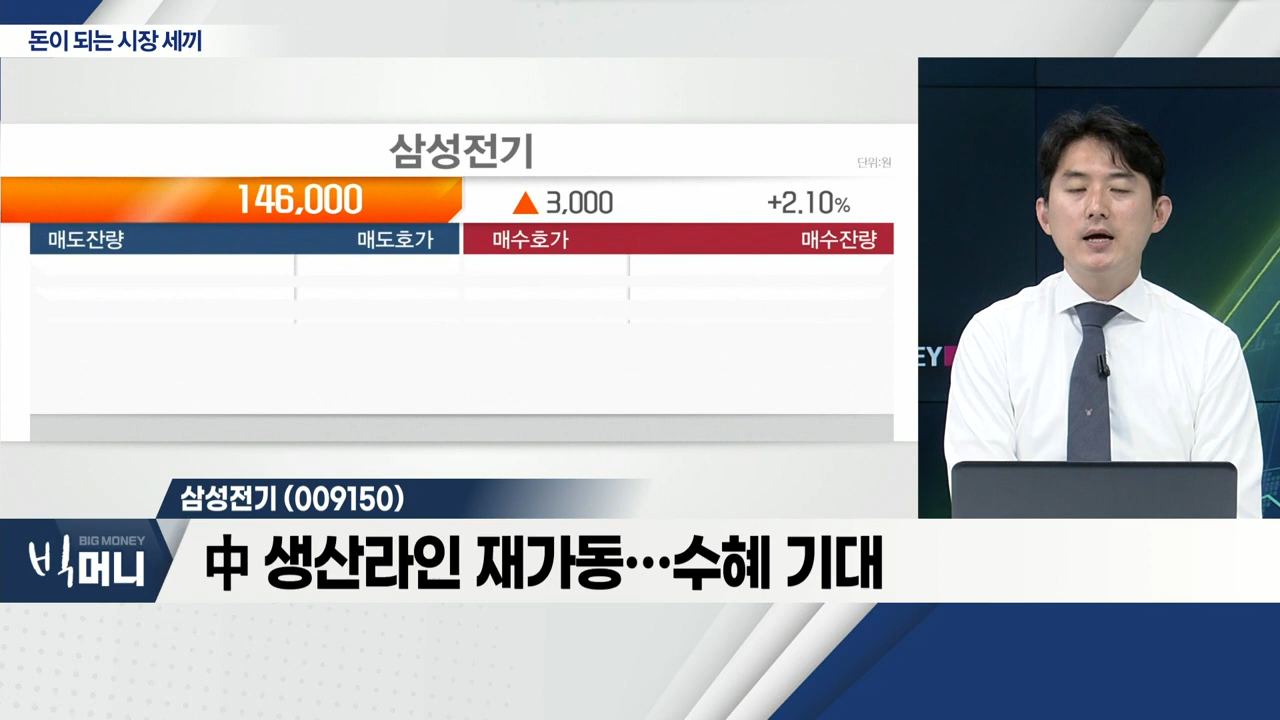 돈이 되는 시장 세끼
삼성전기
단위:원
146,000 ▲ 3,000 +2.10%
매도잔량 매도호가 매수호가 매수잔량
EY
삼성전기 (009150)
BIG MONEY
빅머니
中 생산라인 재가동…수혜 기대